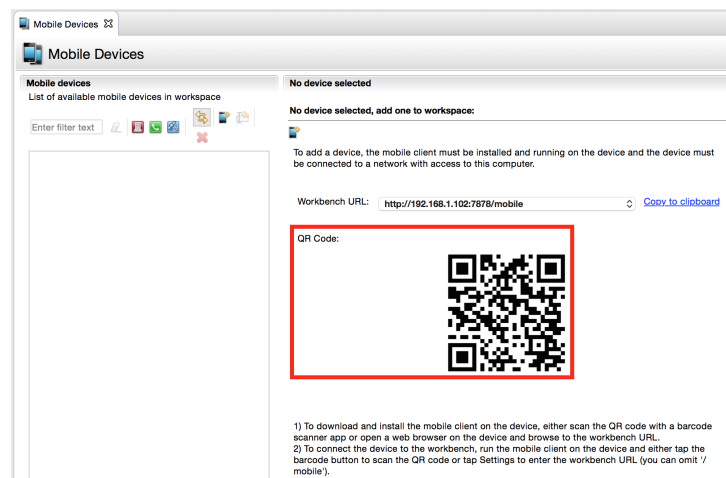 Mobile Devices
Mobile Devices
Mobile devices
List of available mobile devices in workspace
Enter filter text
No device selected
No device selected, add one to workspace:
To add a device, the mobile client must be installed and running on the device and the device must
be connected to a network with access to this computer.
Workbench URL: http://192.168.1.102:7878/mobile Copy to clipboard
QR Code:
1) To download and install the mobile client on the device, either scan the QR code with a barcode
scanner app or open a web browser on the device and browse to the workbench URL.
2) To connect the device to the workbench, run the mobile client on the device and either tap the
barcode button to scan the QR code or tap Settings to enter the workbench URL (you can omit '/
mobile').